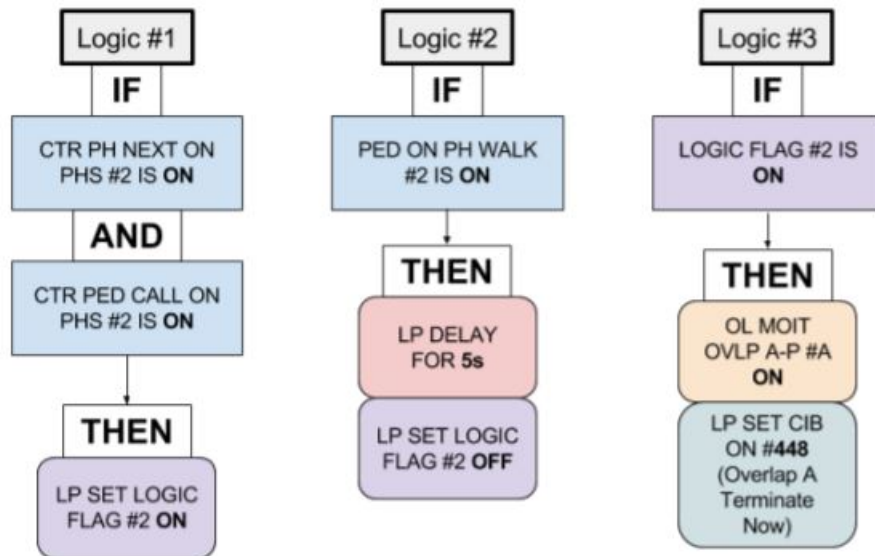 Logic #1
IF
CTR PH NEXT ON
PHS #2 IS ON
AND
CTR PED CALL ON
PHS #2 IS ON
THEN
LP SET LOGIC
FLAG #2 ON
Logic #2
IF
PED ON PH WALK
#2 IS ON
THEN
LP DELAY
FOR 5s
LP SET LOGIC
FLAG #2 OFF
Logic #3
IF
LOGIC FLAG #2 IS
ON
THEN
OL MOIT
OVLP A-P #A
ON
LP SET CIB
ON #448
(Overlap A
Terminate
Now)